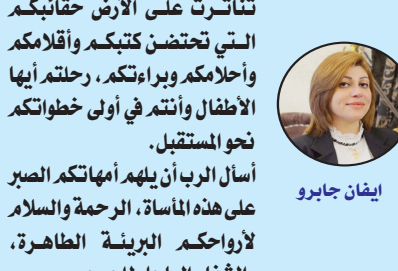 تناثرت على الأرض حقائبكم
التي تحتضن كتبكم وأقلامكم
وأحلامكم وبراءتكم، رحلتم أيها
الأطفال وأنتم في أولى خطواتكم
نحو المستقبل.
أسأل الرب أن يلهم أمهاتكم الصبر
على هذه المأساة، الرحمة والسلام
لأرواحكم البريئة الطاهرة،
ايفان جابرو